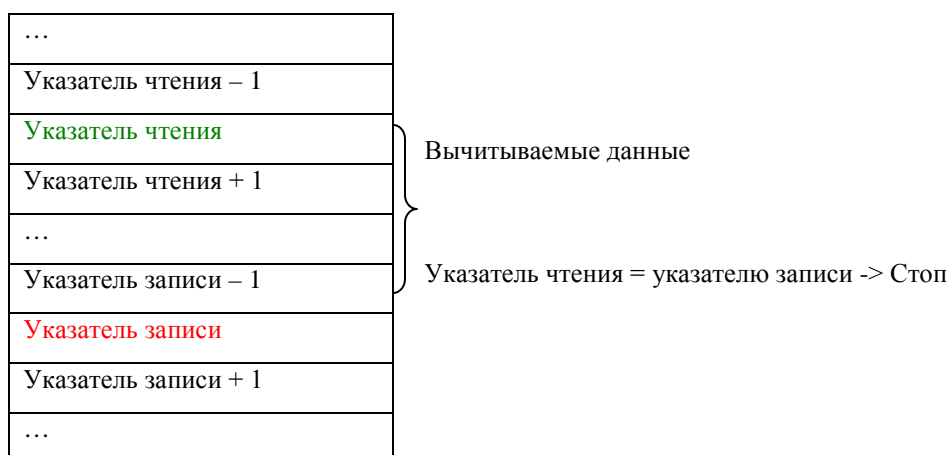 …
Указатель чтения – 1
Указатель чтения
Вычитываемые данные
Указатель чтения + 1
…
Указатель записи – 1
Указатель чтения = указателю записи -> Стоп
Указатель записи
Указатель записи + 1
…